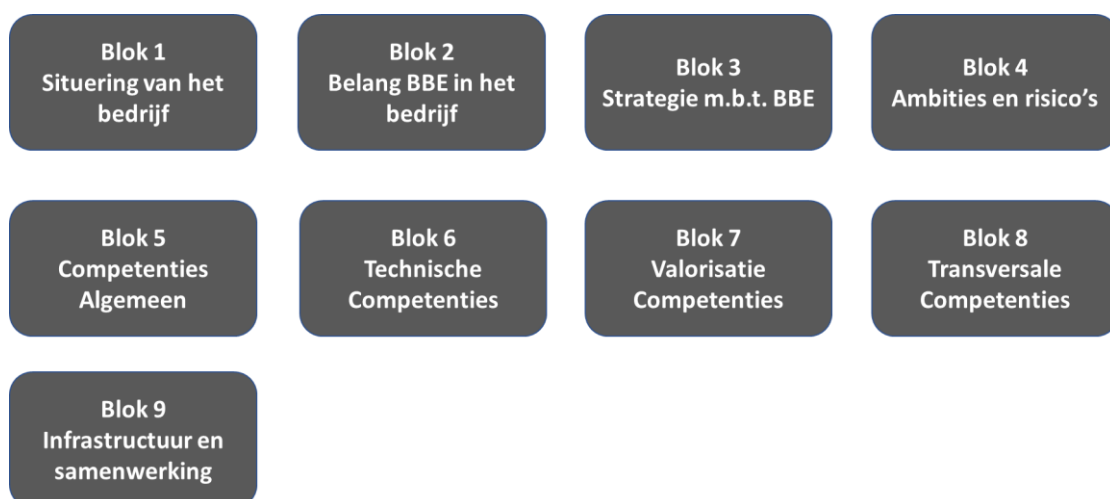 Blok 1
Situering van het
bedrijf
Blok 2
Belang BBE in het
bedrijf
Blok 3
Strategie m.b.t. BBE
Blok 4
Ambities en risico’s
Blok 5
Competenties
Algemeen
Blok 6
Technische
Competenties
Blok 7
Valorisatie
Competenties
Blok 8
Transversale
Competenties
Blok 9
Infrastructuur en
samenwerking